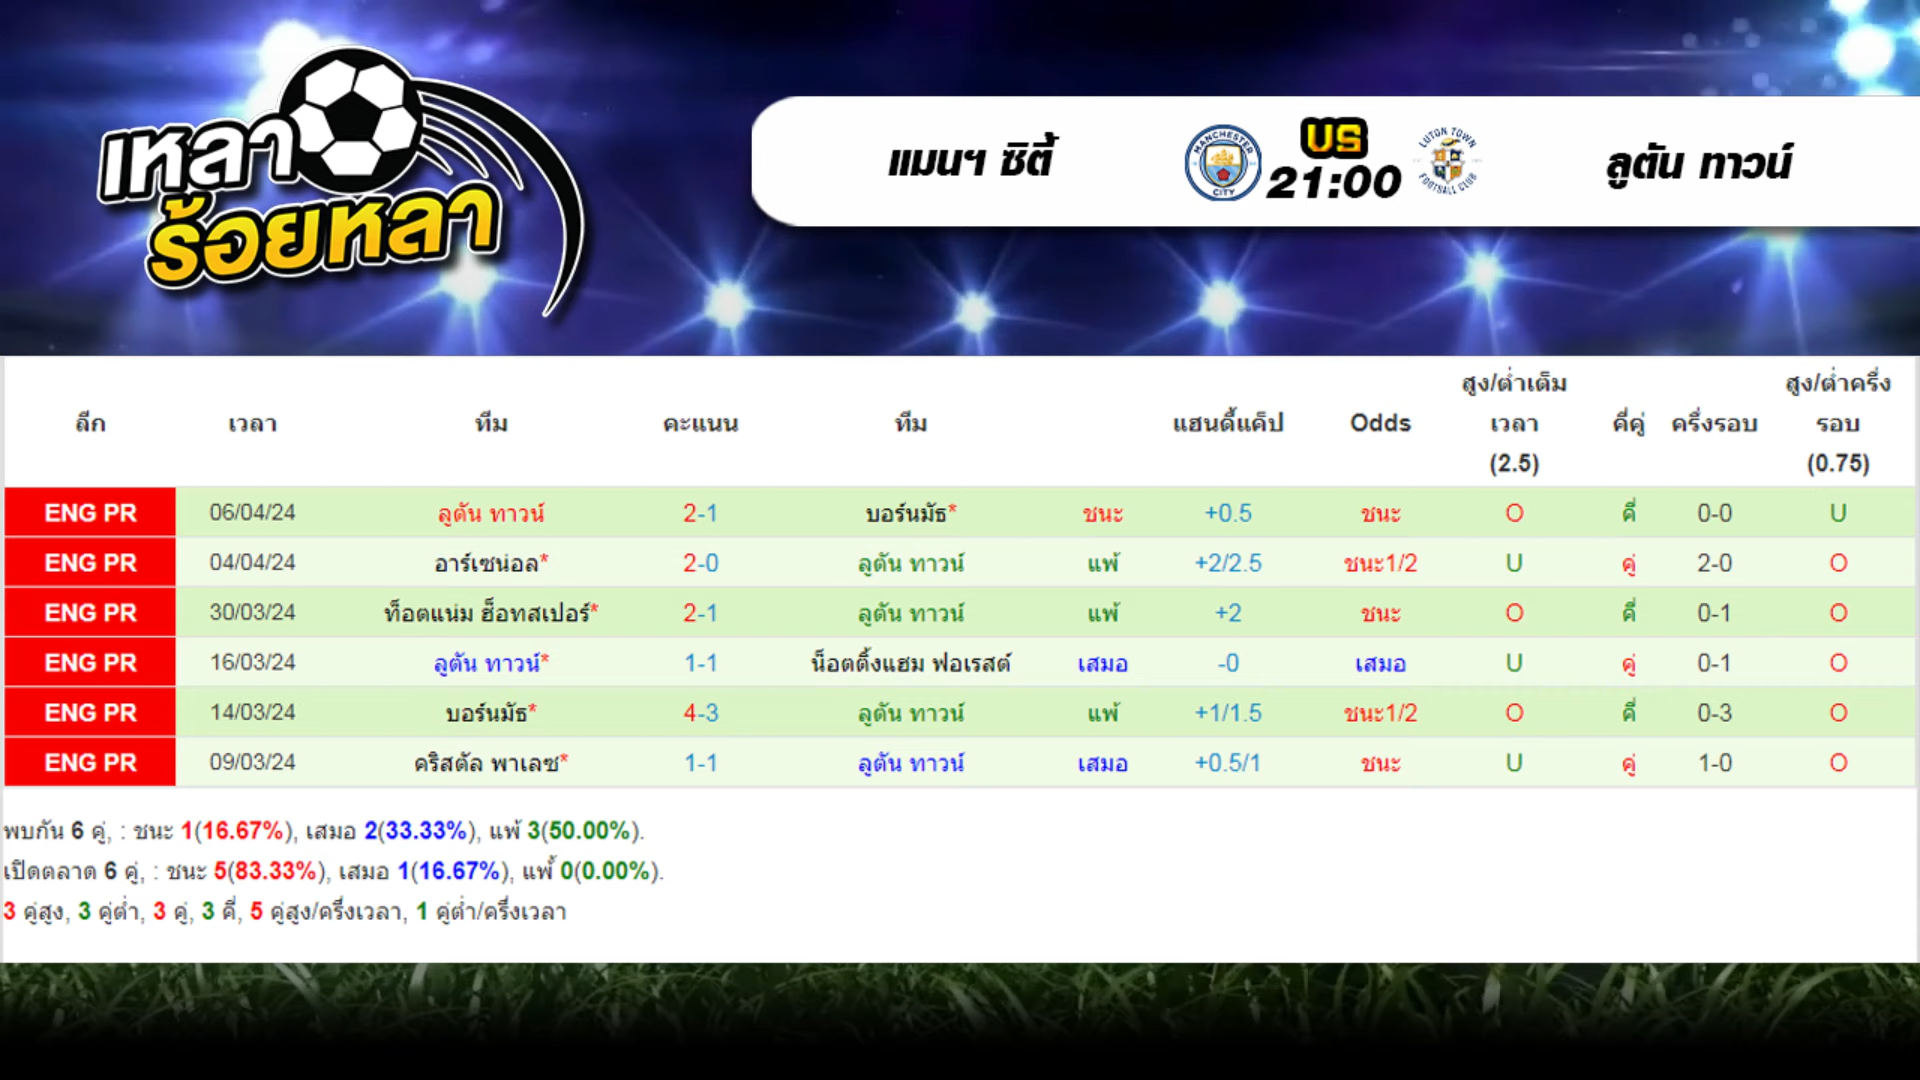 เหลา
ร้อยหลา
แมนฯ ซิตี้
MANCHESTER
CITY
VS
21:00
LUTON TOWN
FOOTBALL CLUB
ลูตัน ทาวน์
ลีก เวลา ทีม คะแนน ทีม แฮนดี้แค็ป Odds สูง/ต่ำเต็มเวลา (2.5) คี่คู่ ครึ่งรอบ สูง/ต่ำครึ่งรอบ (0.75)
ENG PR 06/04/24 ลูตัน ทาวน์ 2-1 บอร์นมัธ* ชนะ +0.5 ชนะ O คี่ 0-0 U
ENG PR 04/04/24 อาร์เซน่อล* 2-0 ลูตัน ทาวน์ แพ้ +2/2.5 ชนะ1/2 U คู่ 2-0 O
ENG PR 30/03/24 ท็อตแน่ม ฮ็อทสเปอร์* 2-1 ลูตัน ทาวน์ แพ้ +2 ชนะ O คี่ 0-1 O
ENG PR 16/03/24 ลูตัน ทาวน์* 1-1 น็อตติ้งแฮม ฟอเรสต์ เสมอ -0 เสมอ U คู่ 0-1 O
ENG PR 14/03/24 บอร์นมัธ* 4-3 ลูตัน ทาวน์ แพ้ +1/1.5 ชนะ1/2 O คี่ 0-3 O
ENG PR 09/03/24 คริสตัล พาเลซ* 1-1 ลูตัน ทาวน์ เสมอ +0.5/1 ชนะ U คู่ 1-0 O
พบกัน 6 คู่, : ชนะ 1(16.67%), เสมอ 2(33.33%), แพ้ 3(50.00%).
เปิดตลาด 6 คู่, : ชนะ 5(83.33%), เสมอ 1(16.67%), แพ้ 0(0.00%).
3 คู่สูง, 3 คู่ต่ำ, 3 คู่, 3 คี่, 5 คู่สูง/ครึ่งเวลา, 1 คู่ต่ำ/ครึ่งเวลา